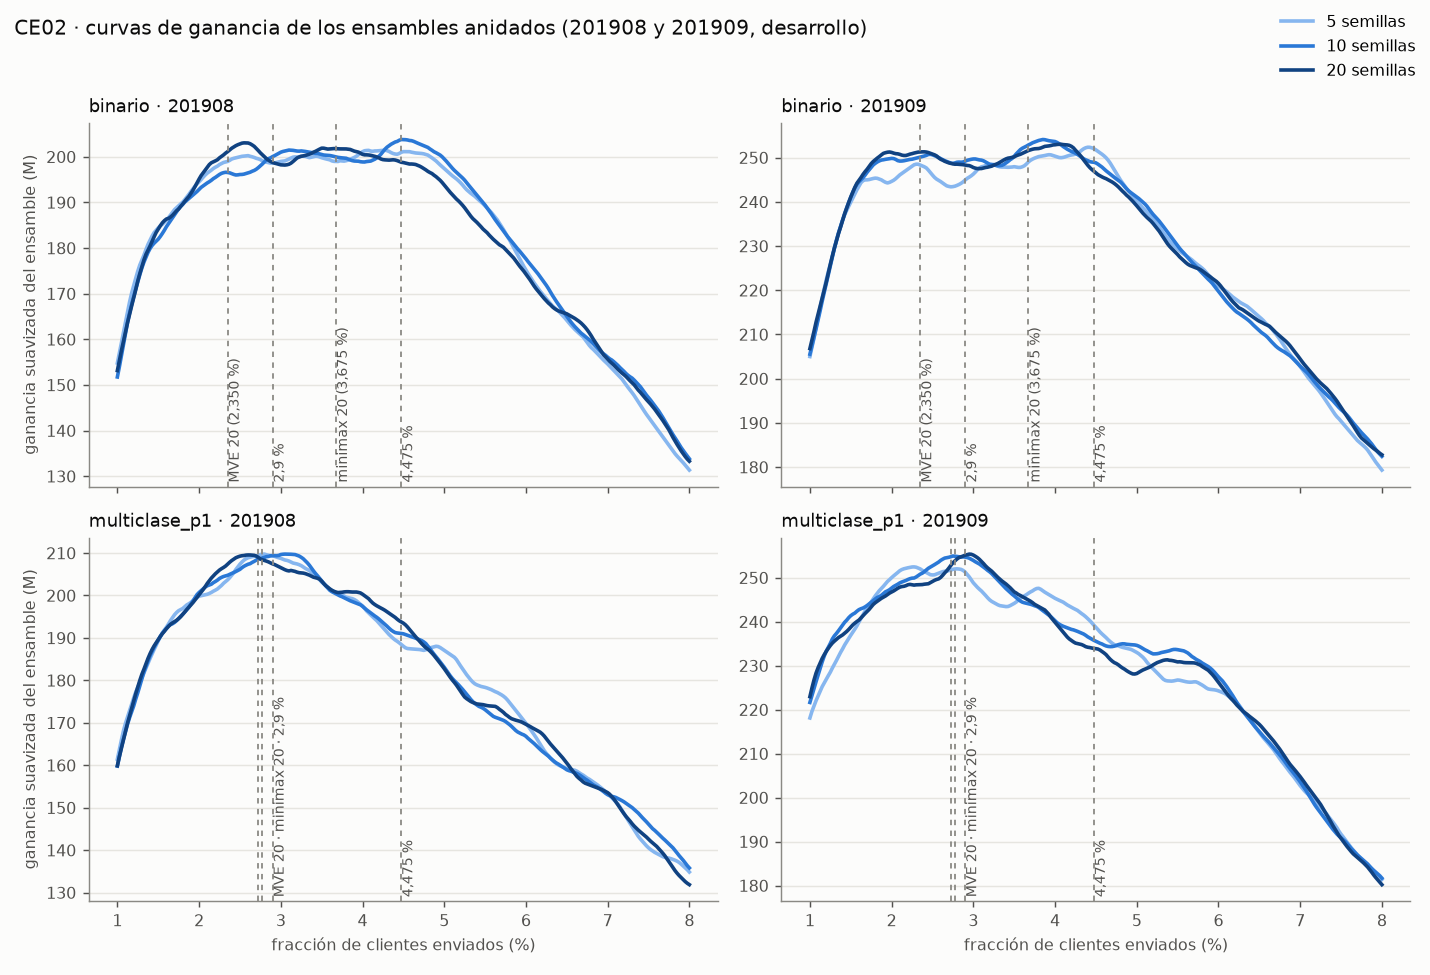 CE02 · curvas de ganancia de los ensambles anidados (201908 y 201909, desarrollo)
5 semillas
10 semillas
20 semillas
binario · 201908
ganancia suavizada del ensamble (M)
200
190
180
170
160
150
140
130
MVE 20 (2,350 %)
2,9 %
minimax 20 (3,675 %)
4,475 %
binario · 201909
250
240
230
220
210
200
190
180
MVE 20 (2,350 %)
2,9 %
minimax 20 (3,675 %)
4,475 %
multiclase_p1 · 201908
ganancia suavizada del ensamble (M)
210
200
190
180
170
160
150
140
130
MVE 20 · minimax 20 · 2,9 %
4,475 %
1 2 3 4 5 6 7 8
fracción de clientes enviados (%)
multiclase_p1 · 201909
250
240
230
220
210
200
190
180
MVE 20 · minimax 20 · 2,9 %
4,475 %
1 2 3 4 5 6 7 8
fracción de clientes enviados (%)